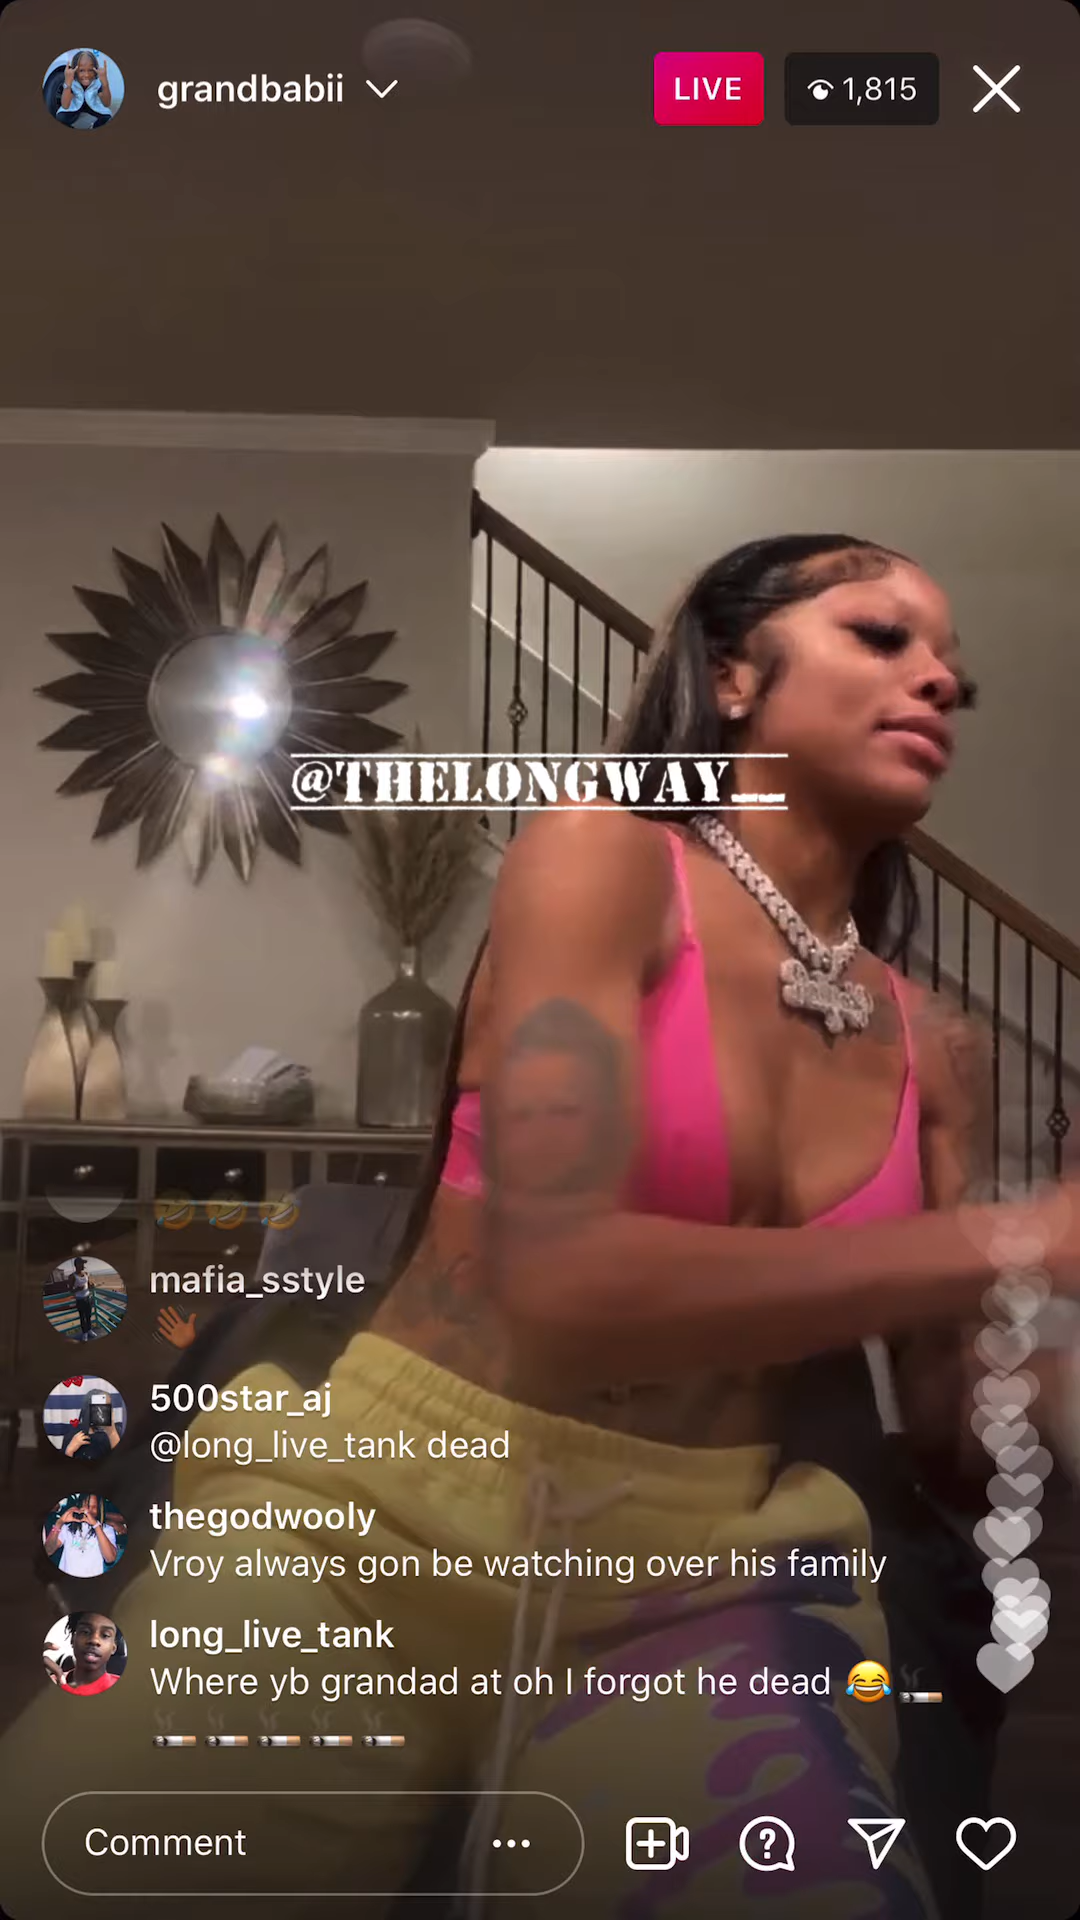 grandbabii
LIVE
1,815
@THELONGWAY__
🤣🤣🤣
mafia_sstyle
👋🏾
500star_aj
@long_live_tank dead
thegodwooly
Vroy always gon be watching over his family
long_live_tank
Where yb grandad at oh I forgot he dead 😂🚬
🚬🚬🚬🚬🚬
Comment